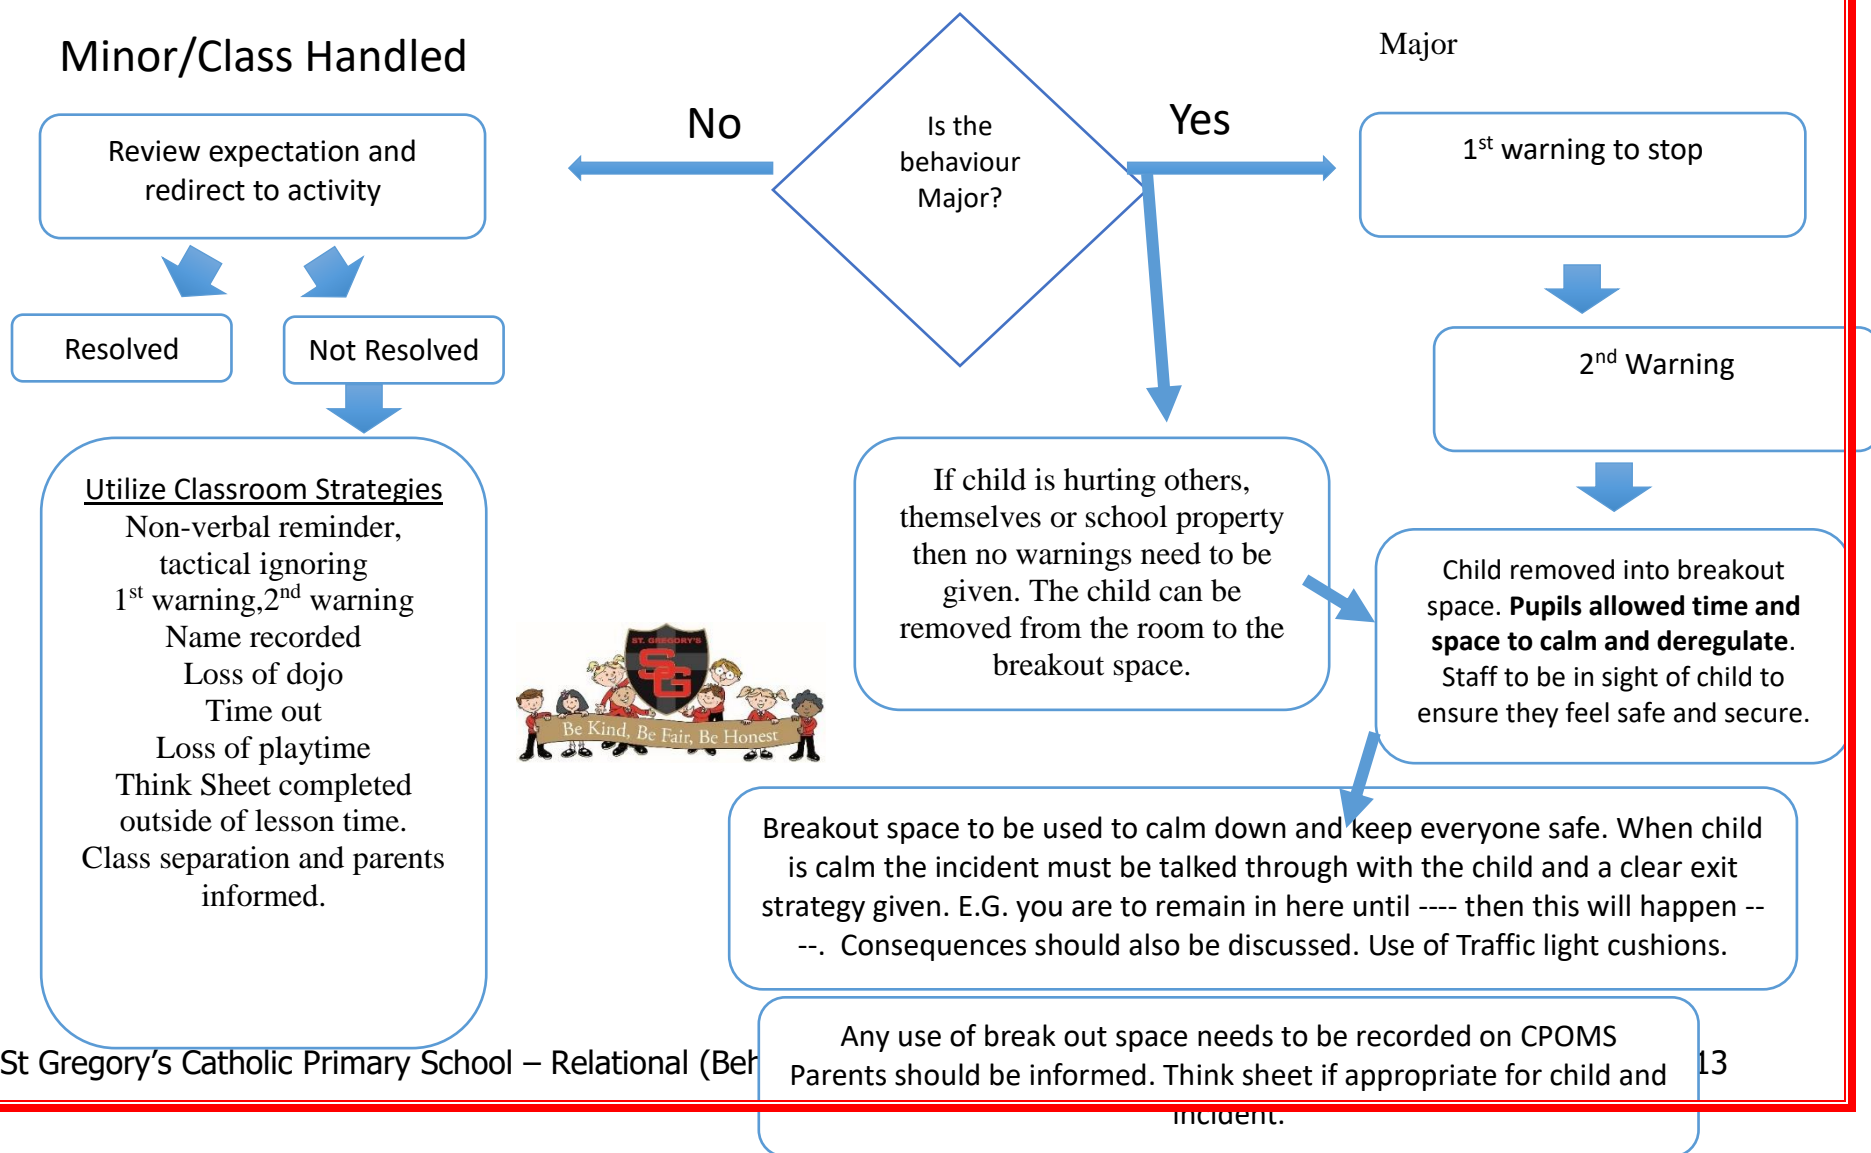 Minor/Class Handled
Major
No
Yes
Is the
behaviour
Major?
Review expectation and
redirect to activity
1st warning to stop
Resolved
Not Resolved
2nd Warning
Utilize Classroom Strategies
Non-verbal reminder,
tactical ignoring
1st warning,2nd warning
Name recorded
Loss of dojo
Time out
Loss of playtime
Think Sheet completed
outside of lesson time.
Class separation and parents
informed.
If child is hurting others,
themselves or school property
then no warnings need to be
given. The child can be
removed from the room to the
breakout space.
Child removed into breakout
space. Pupils allowed time and
space to calm and deregulate.
Staff to be in sight of child to
ensure they feel safe and secure.
ST. GREGORY'S
SG
Be Kind, Be Fair, Be Honest
Breakout space to be used to calm down and keep everyone safe. When child
is calm the incident must be talked through with the child and a clear exit
strategy given. E.G. you are to remain in here until ---- then this will happen --
--. Consequences should also be discussed. Use of Traffic light cushions.
Any use of break out space needs to be recorded on CPOMS
Parents should be informed. Think sheet if appropriate for child and
incident.
St Gregory's Catholic Primary School – Relational (Beh
13